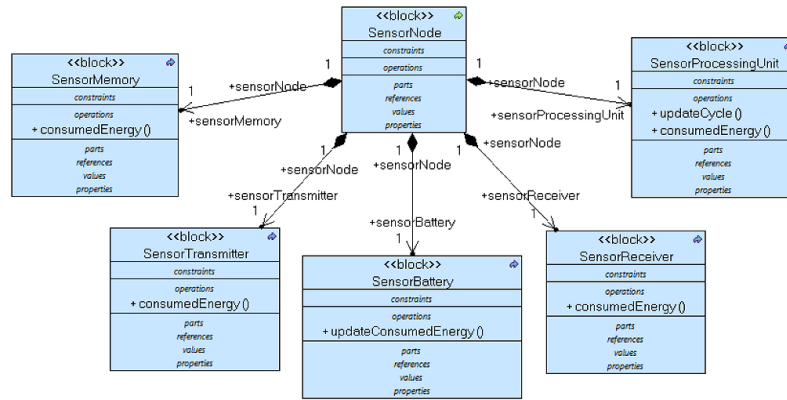 <<block>>
SensorNode
constraints
operations
parts
references
values
properties
<<block>>
SensorMemory
constraints
operations
+ consumedEnergy()
parts
references
values
properties
<<block>>
SensorProcessingUnit
constraints
operations
+ updateCycle()
+ consumedEnergy()
parts
references
values
properties
1
+sensorNode
1
+sensorMemory
1
+sensorNode
1
+sensorProcessingUnit
1
+sensorNode
+sensorTransmitter
1
1
+sensorNode
+sensorBattery
1
1
+sensorNode
+sensorReceiver
1
<<block>>
SensorTransmitter
constraints
operations
+ consumedEnergy()
parts
references
values
properties
<<block>>
SensorBattery
constraints
operations
+ updateConsumedEnergy()
parts
references
values
properties
<<block>>
SensorReceiver
constraints
operations
+ consumedEnergy()
parts
references
values
properties